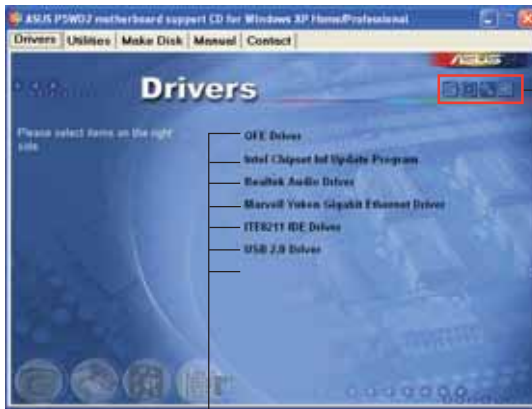 ASUS P5WD2 motherboard support CD for Windows XP Home/Professional
Drivers Utilities Make Disk Manual Contact
ASUS
Drivers
Please select items on the right
side.
Intel Chipset Inf Update Program
Realtek Audio Driver
Marvell Yukon Gigabit Ethernet Driver
ITE8211 IDE Driver
USB 2.0 Driver